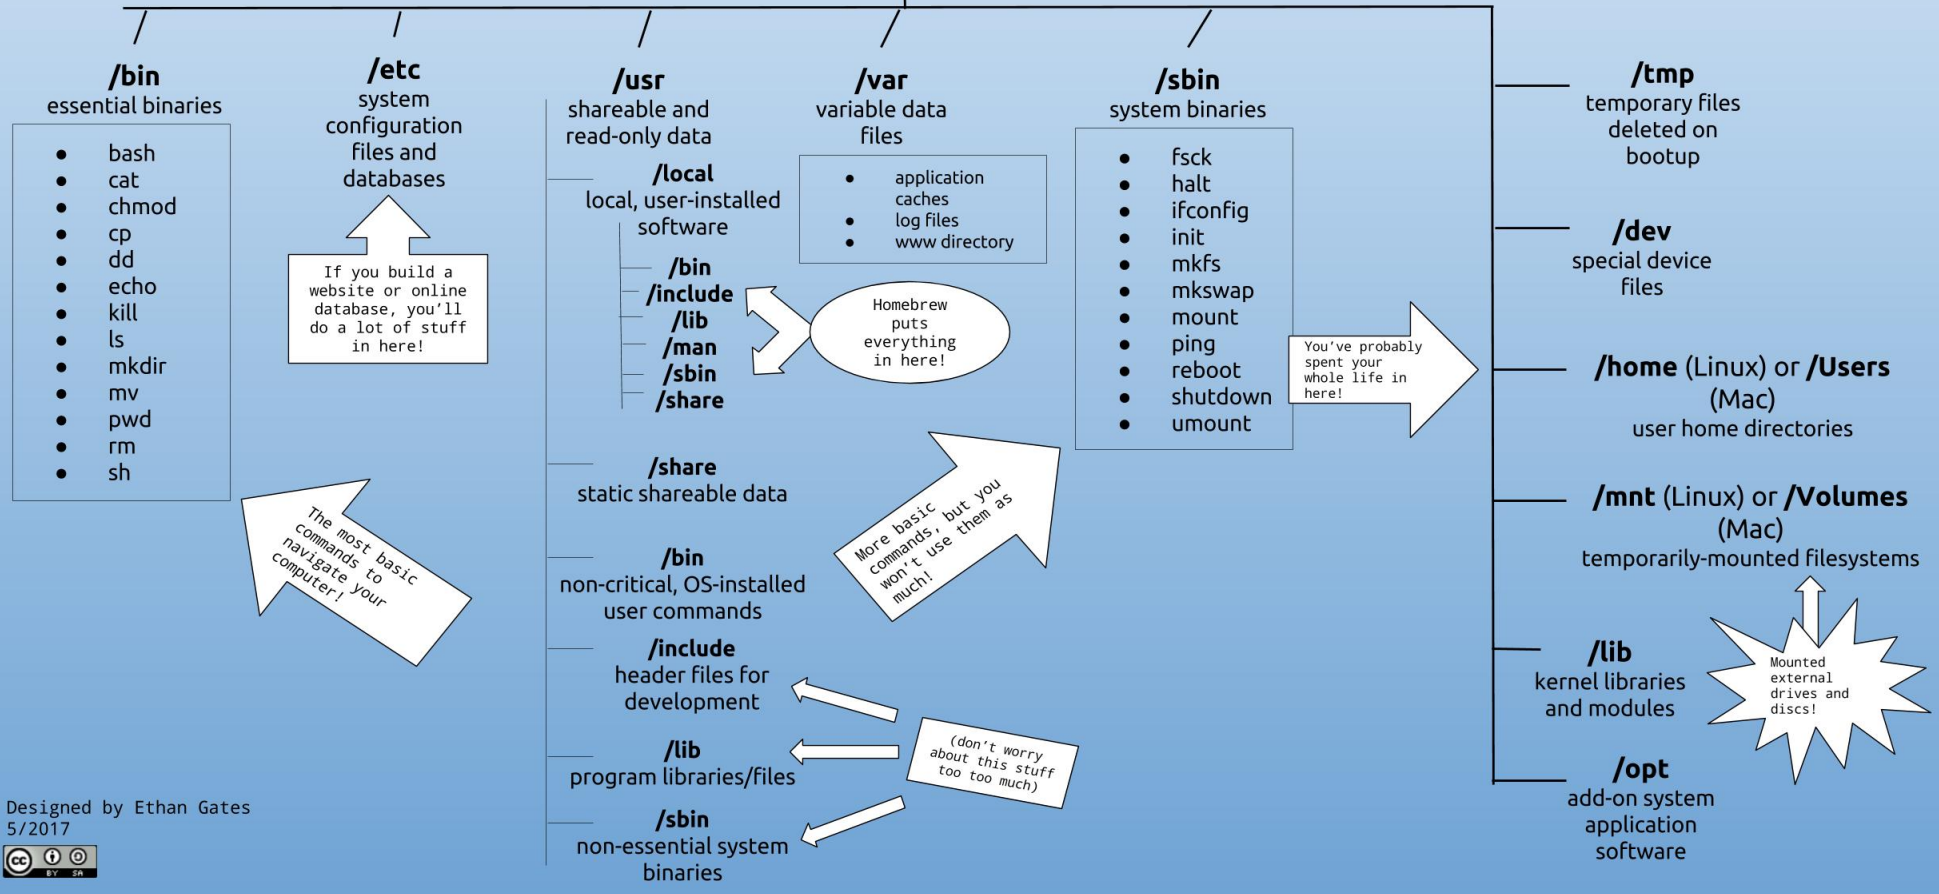 /bin
essential binaries
bash
cat
chmod
cp
dd
echo
kill
ls
mkdir
mv
pwd
rm
sh
The most basic
commands to
navigate your
computer!
/etc
system
configuration
files and
databases
If you build a
website or online
database, you'll
do a lot of stuff
in here!
/usr
shareable and
read-only data
/local
local, user-installed
software
/bin
/include
/lib
/man
/sbin
/share
/share
static shareable data
/bin
non-critical, OS-installed
user commands
/include
header files for
development
/lib
program libraries/files
/sbin
non-essential system
binaries
(don't worry
about this stuff
too too much)
/var
variable data
files
application
caches
log files
www directory
Homebrew
puts
everything
in here!
/sbin
system binaries
fsck
halt
ifconfig
init
mkfs
mkswap
mount
ping
reboot
shutdown
umount
More basic
commands, but you
won't use them as
much!
You've probably
spent your
whole life in
here!
/tmp
temporary files
deleted on
bootup
/dev
special device
files
/home (Linux) or /Users
(Mac)
user home directories
/mnt (Linux) or /Volumes
(Mac)
temporarily-mounted filesystems
Mounted
external
drives and
discs!
/lib
kernel libraries
and modules
/opt
add-on system
application
software
Designed by Ethan Gates
5/2017
cc
BY SA